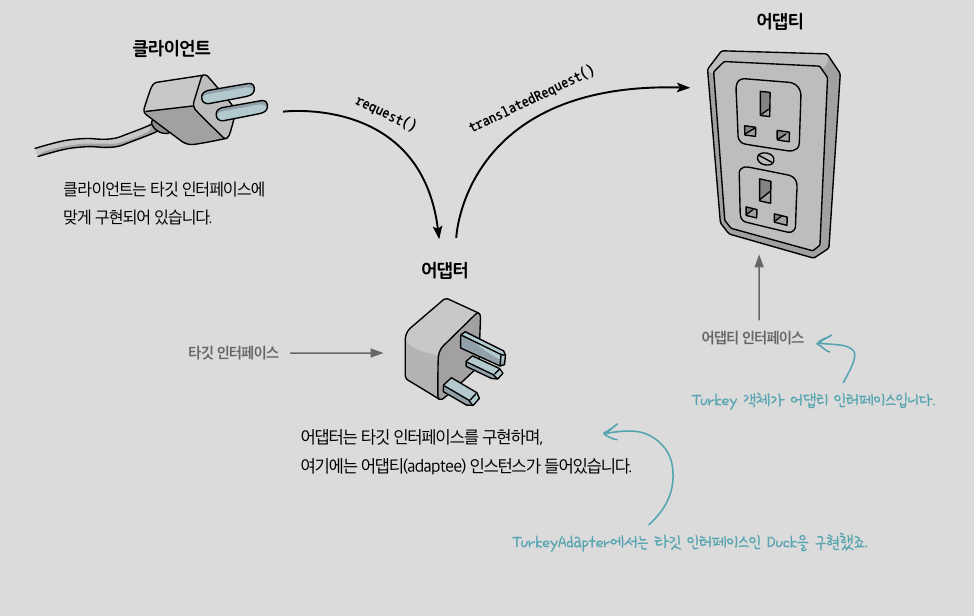 어댑티
클라이언트
request()
translatedRequest()
클라이언트는 타깃 인터페이스에
맞게 구현되어 있습니다.
어댑터
타깃 인터페이스
어댑티 인터페이스
Turkey 객체가 어댑티 인터페이스입니다.
어댑터는 타깃 인터페이스를 구현하며,
여기에는 어댑티(adaptee) 인스턴스가 들어있습니다.
TurkeyAdapter에서는 타깃 인터페이스인 Duck을 구현했죠.